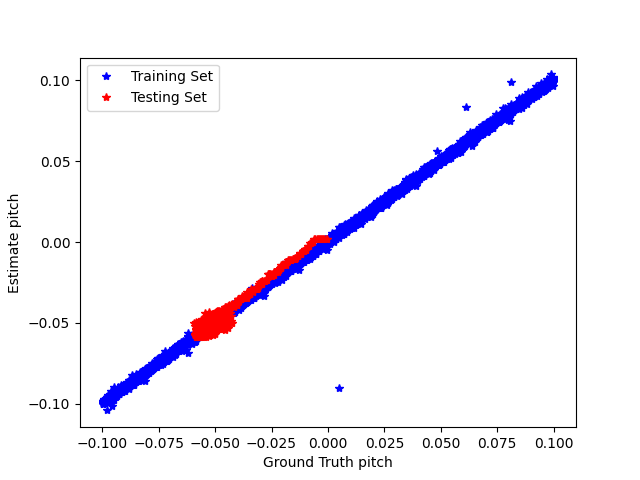 Training Set
Testing Set
Estimate pitch
0.10
0.05
0.00
−0.05
−0.10
−0.100 −0.075 −0.050 −0.025 0.000 0.025 0.050 0.075 0.100
Ground Truth pitch